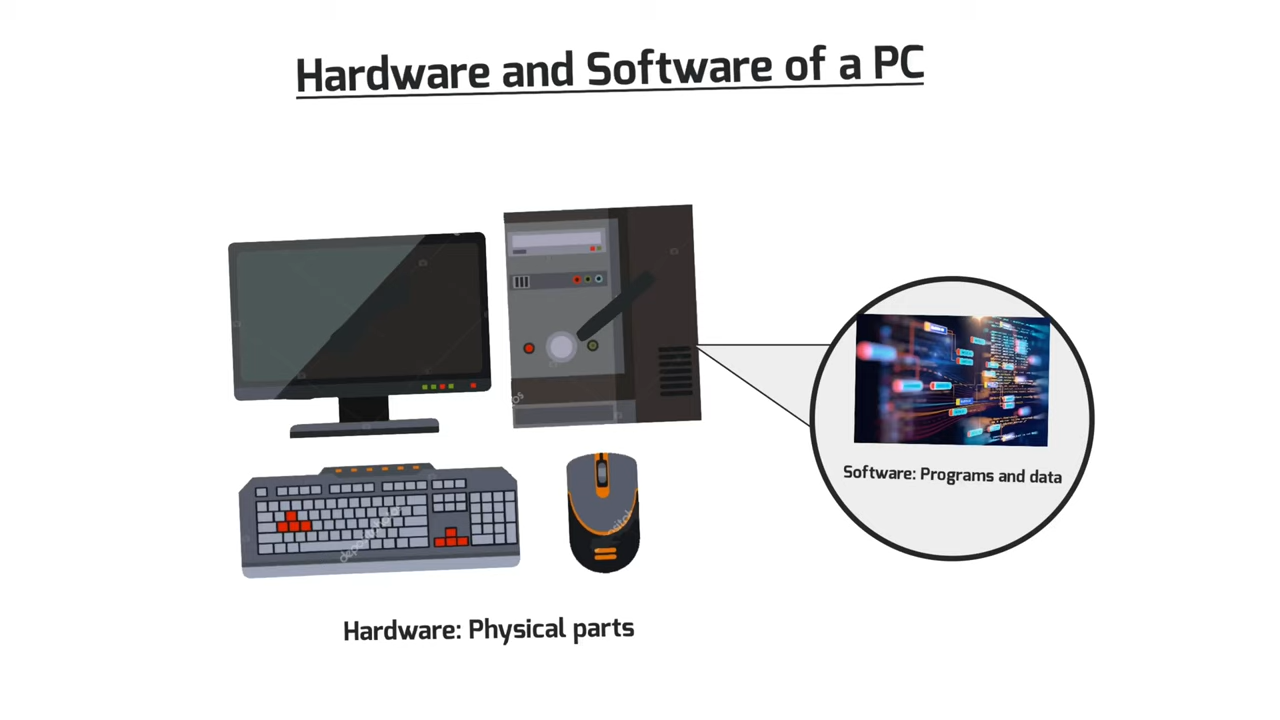 Hardware and Software of a PC
Software: Programs and data
Hardware: Physical parts